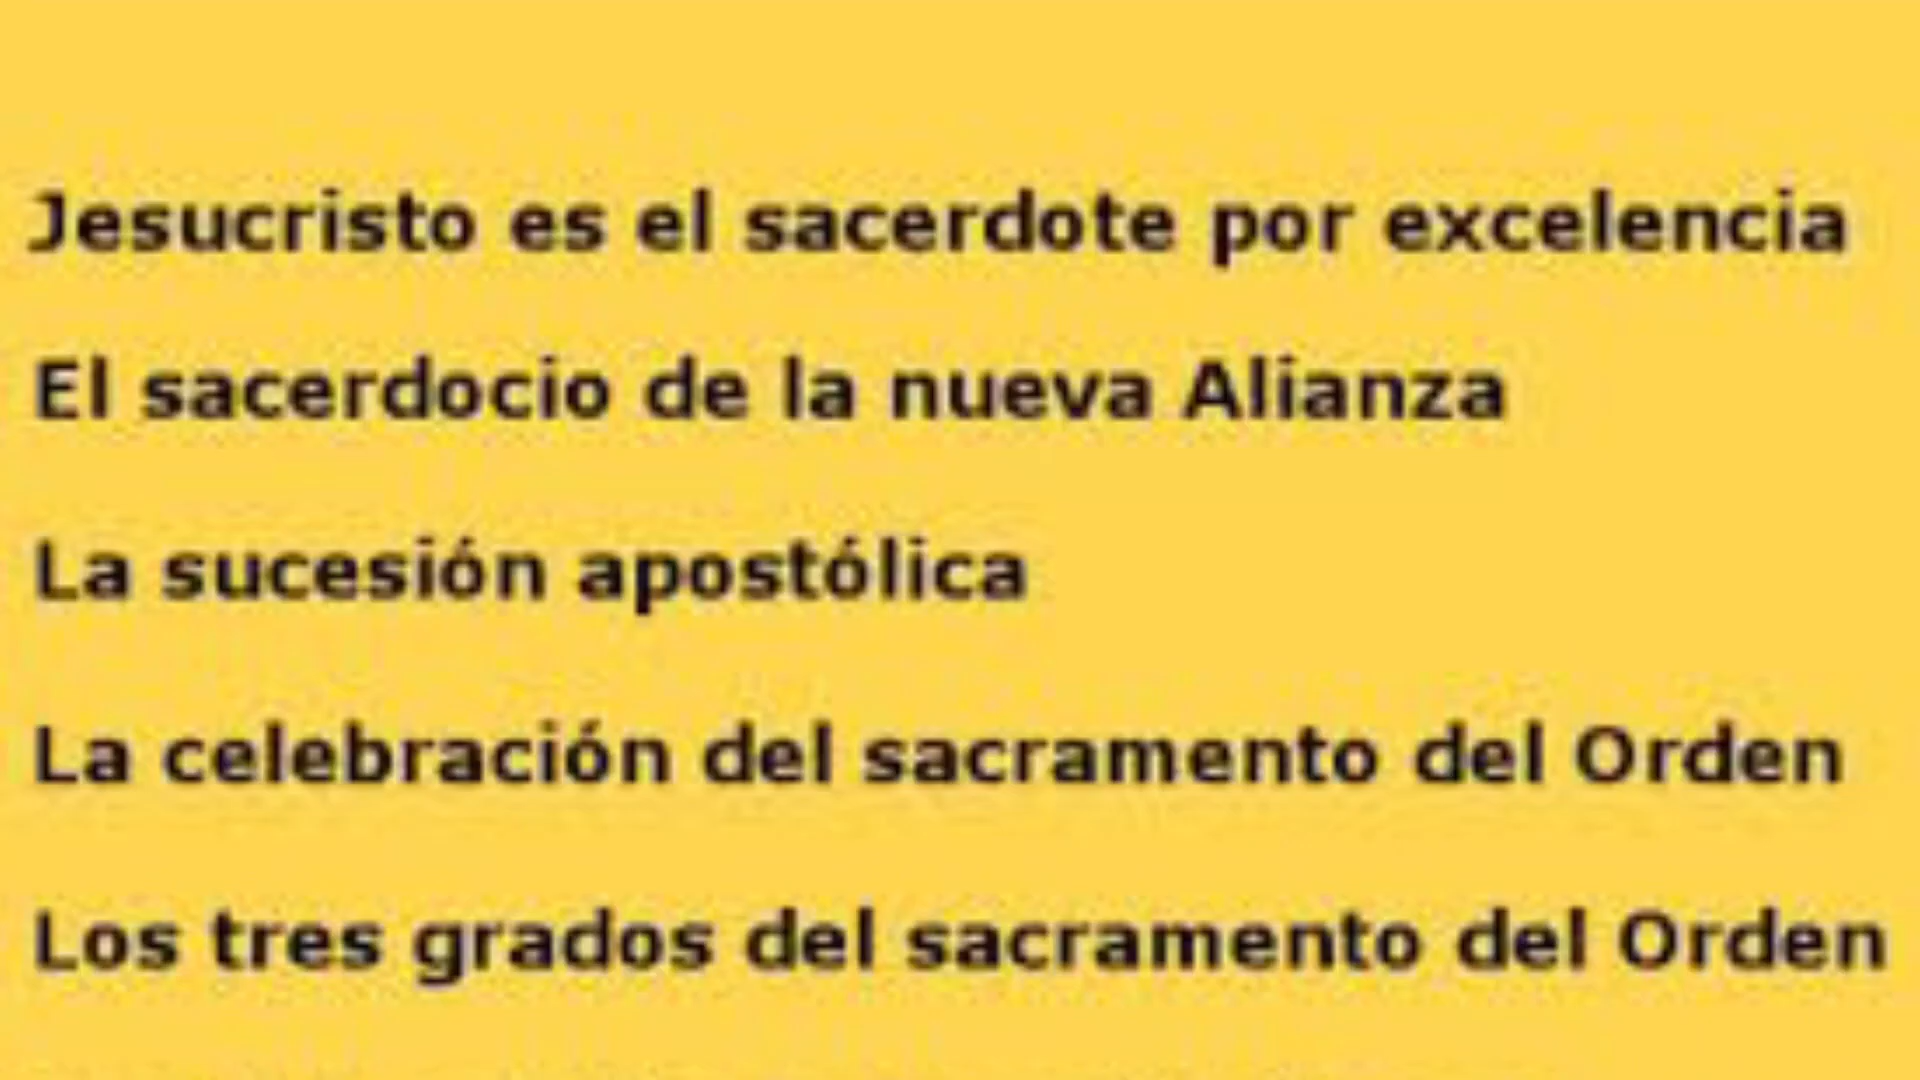 Jesucristo es el sacerdote por excelencia
El sacerdocio de la nueva Alianza
La sucesión apostólica
La celebración del sacramento del Orden
Los tres grados del sacramento del Orden